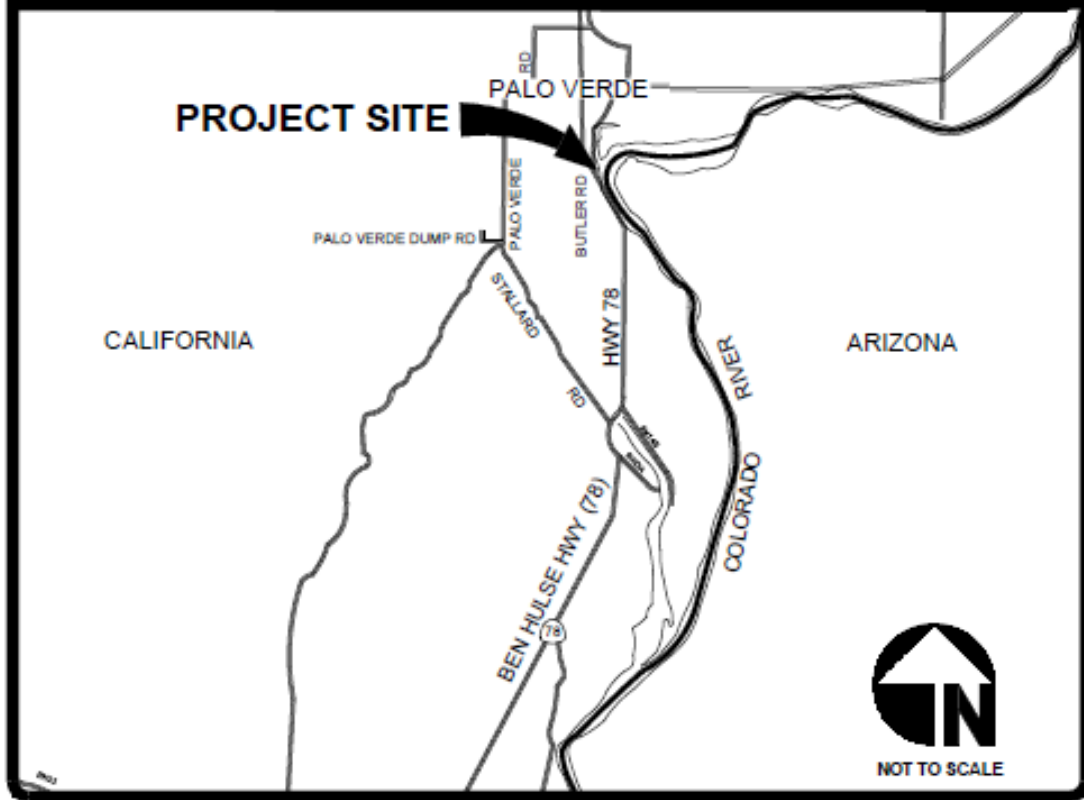 RD
PALO VERDE
PROJECT SITE
PALO VERDE
BUTLER RD
PALO VERDE DUMP RD
STALLARD
RD
HWY 78
CALIFORNIA
ARIZONA
RIVER
COLORADO
BEN HULSE HWY (78)
78
N
NOT TO SCALE